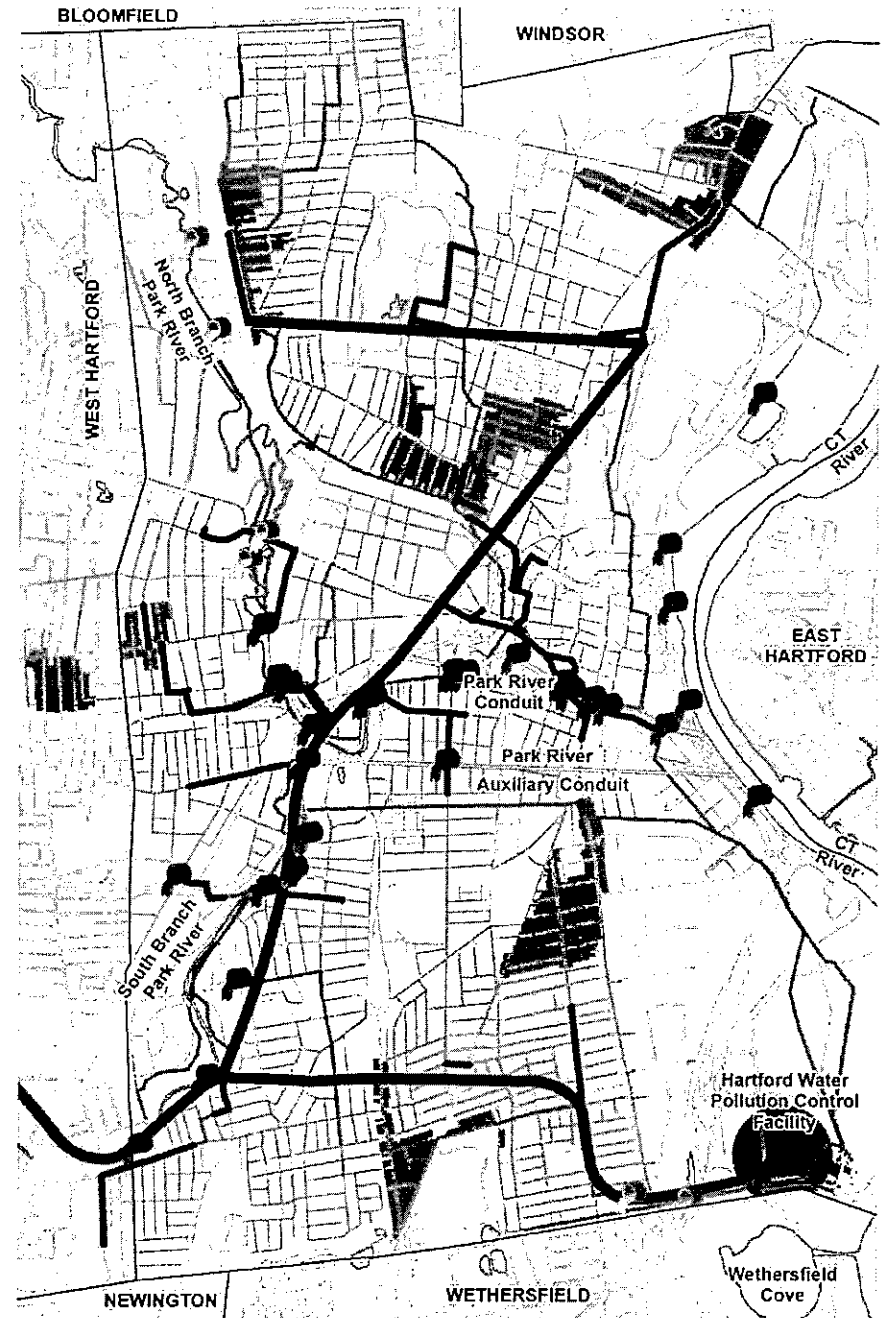 BLOOMFIELD
WINDSOR
North Branch
Park River
WEST HARTFORD
CT
River
EAST
HARTFORD
Park River
Conduit
Park River
Auxiliary Conduit
CT
River
South Branch
Park River
Hartford Water
Pollution Control
Facility
Wethersfield
Cove
NEWINGTON
WETHERSFIELD